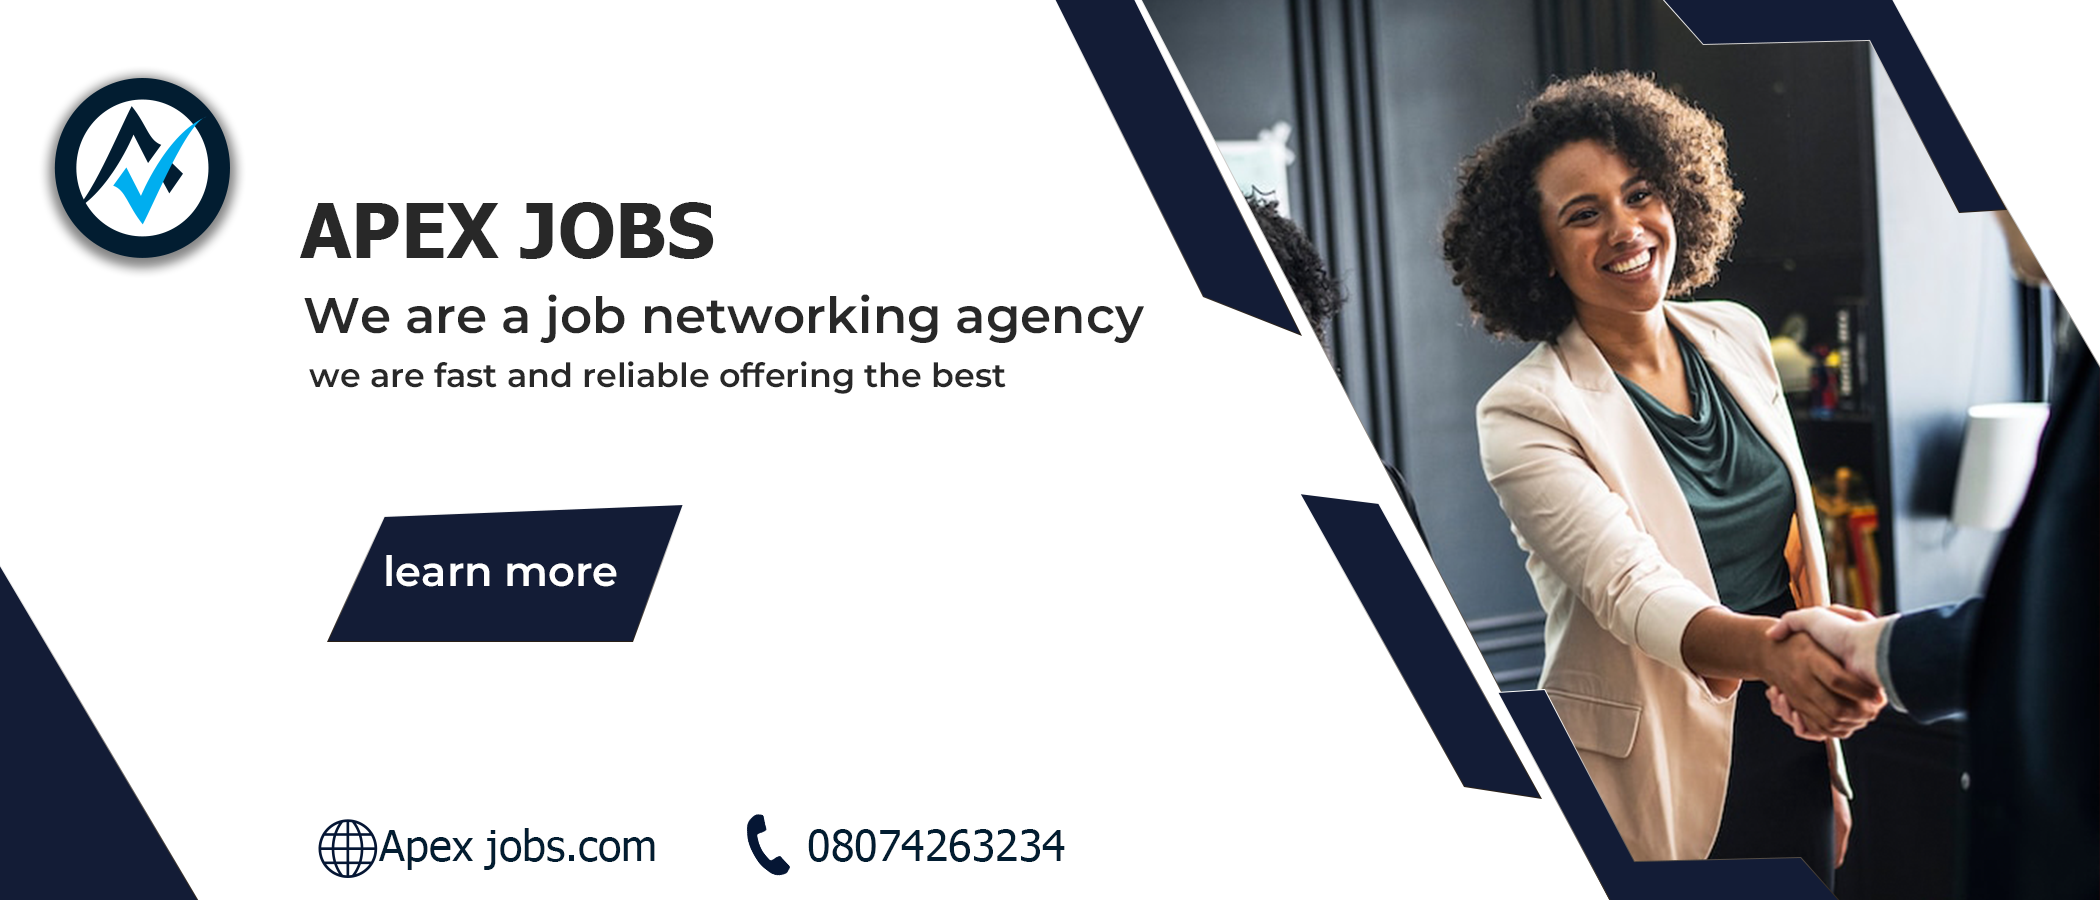 APEX JOBS
We are a job networking agency
we are fast and reliable offering the best
learn more
Apex jobs.com
08074263234